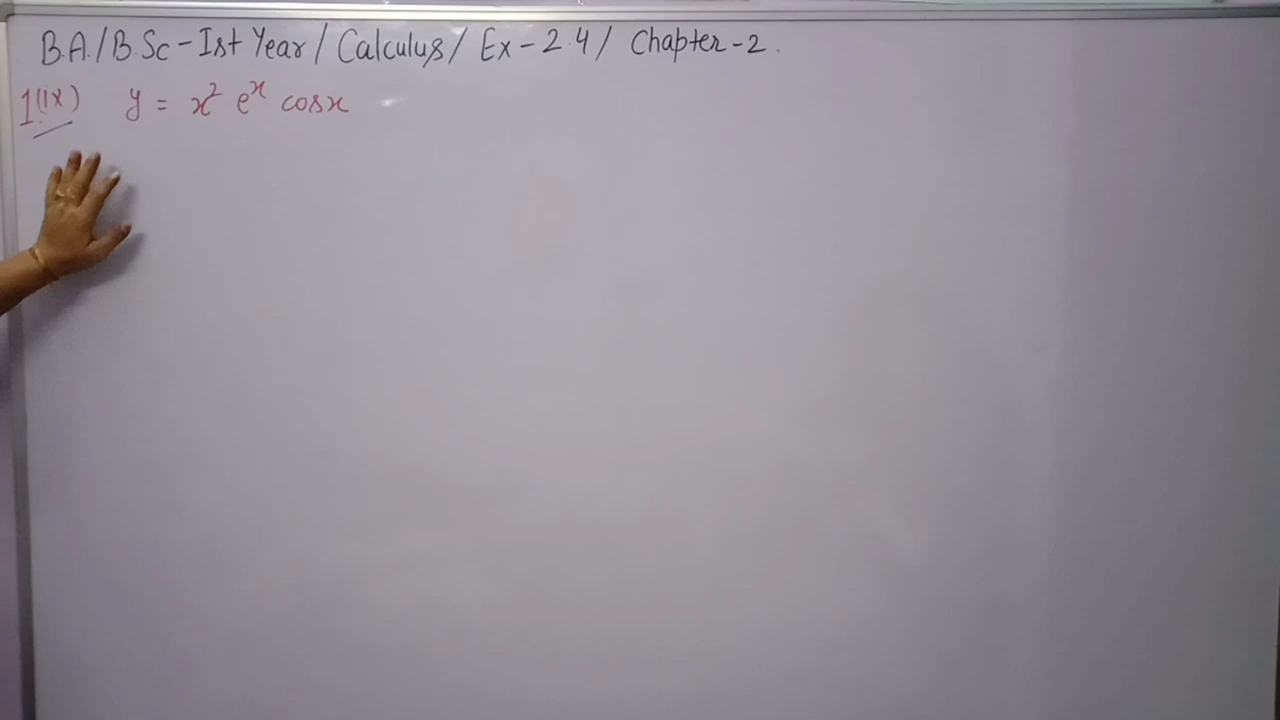 B.A./B.Sc-Ist Year/Calculus/Ex-2.4/Chapter-2.
1(ix) y = x² eˣ cosx